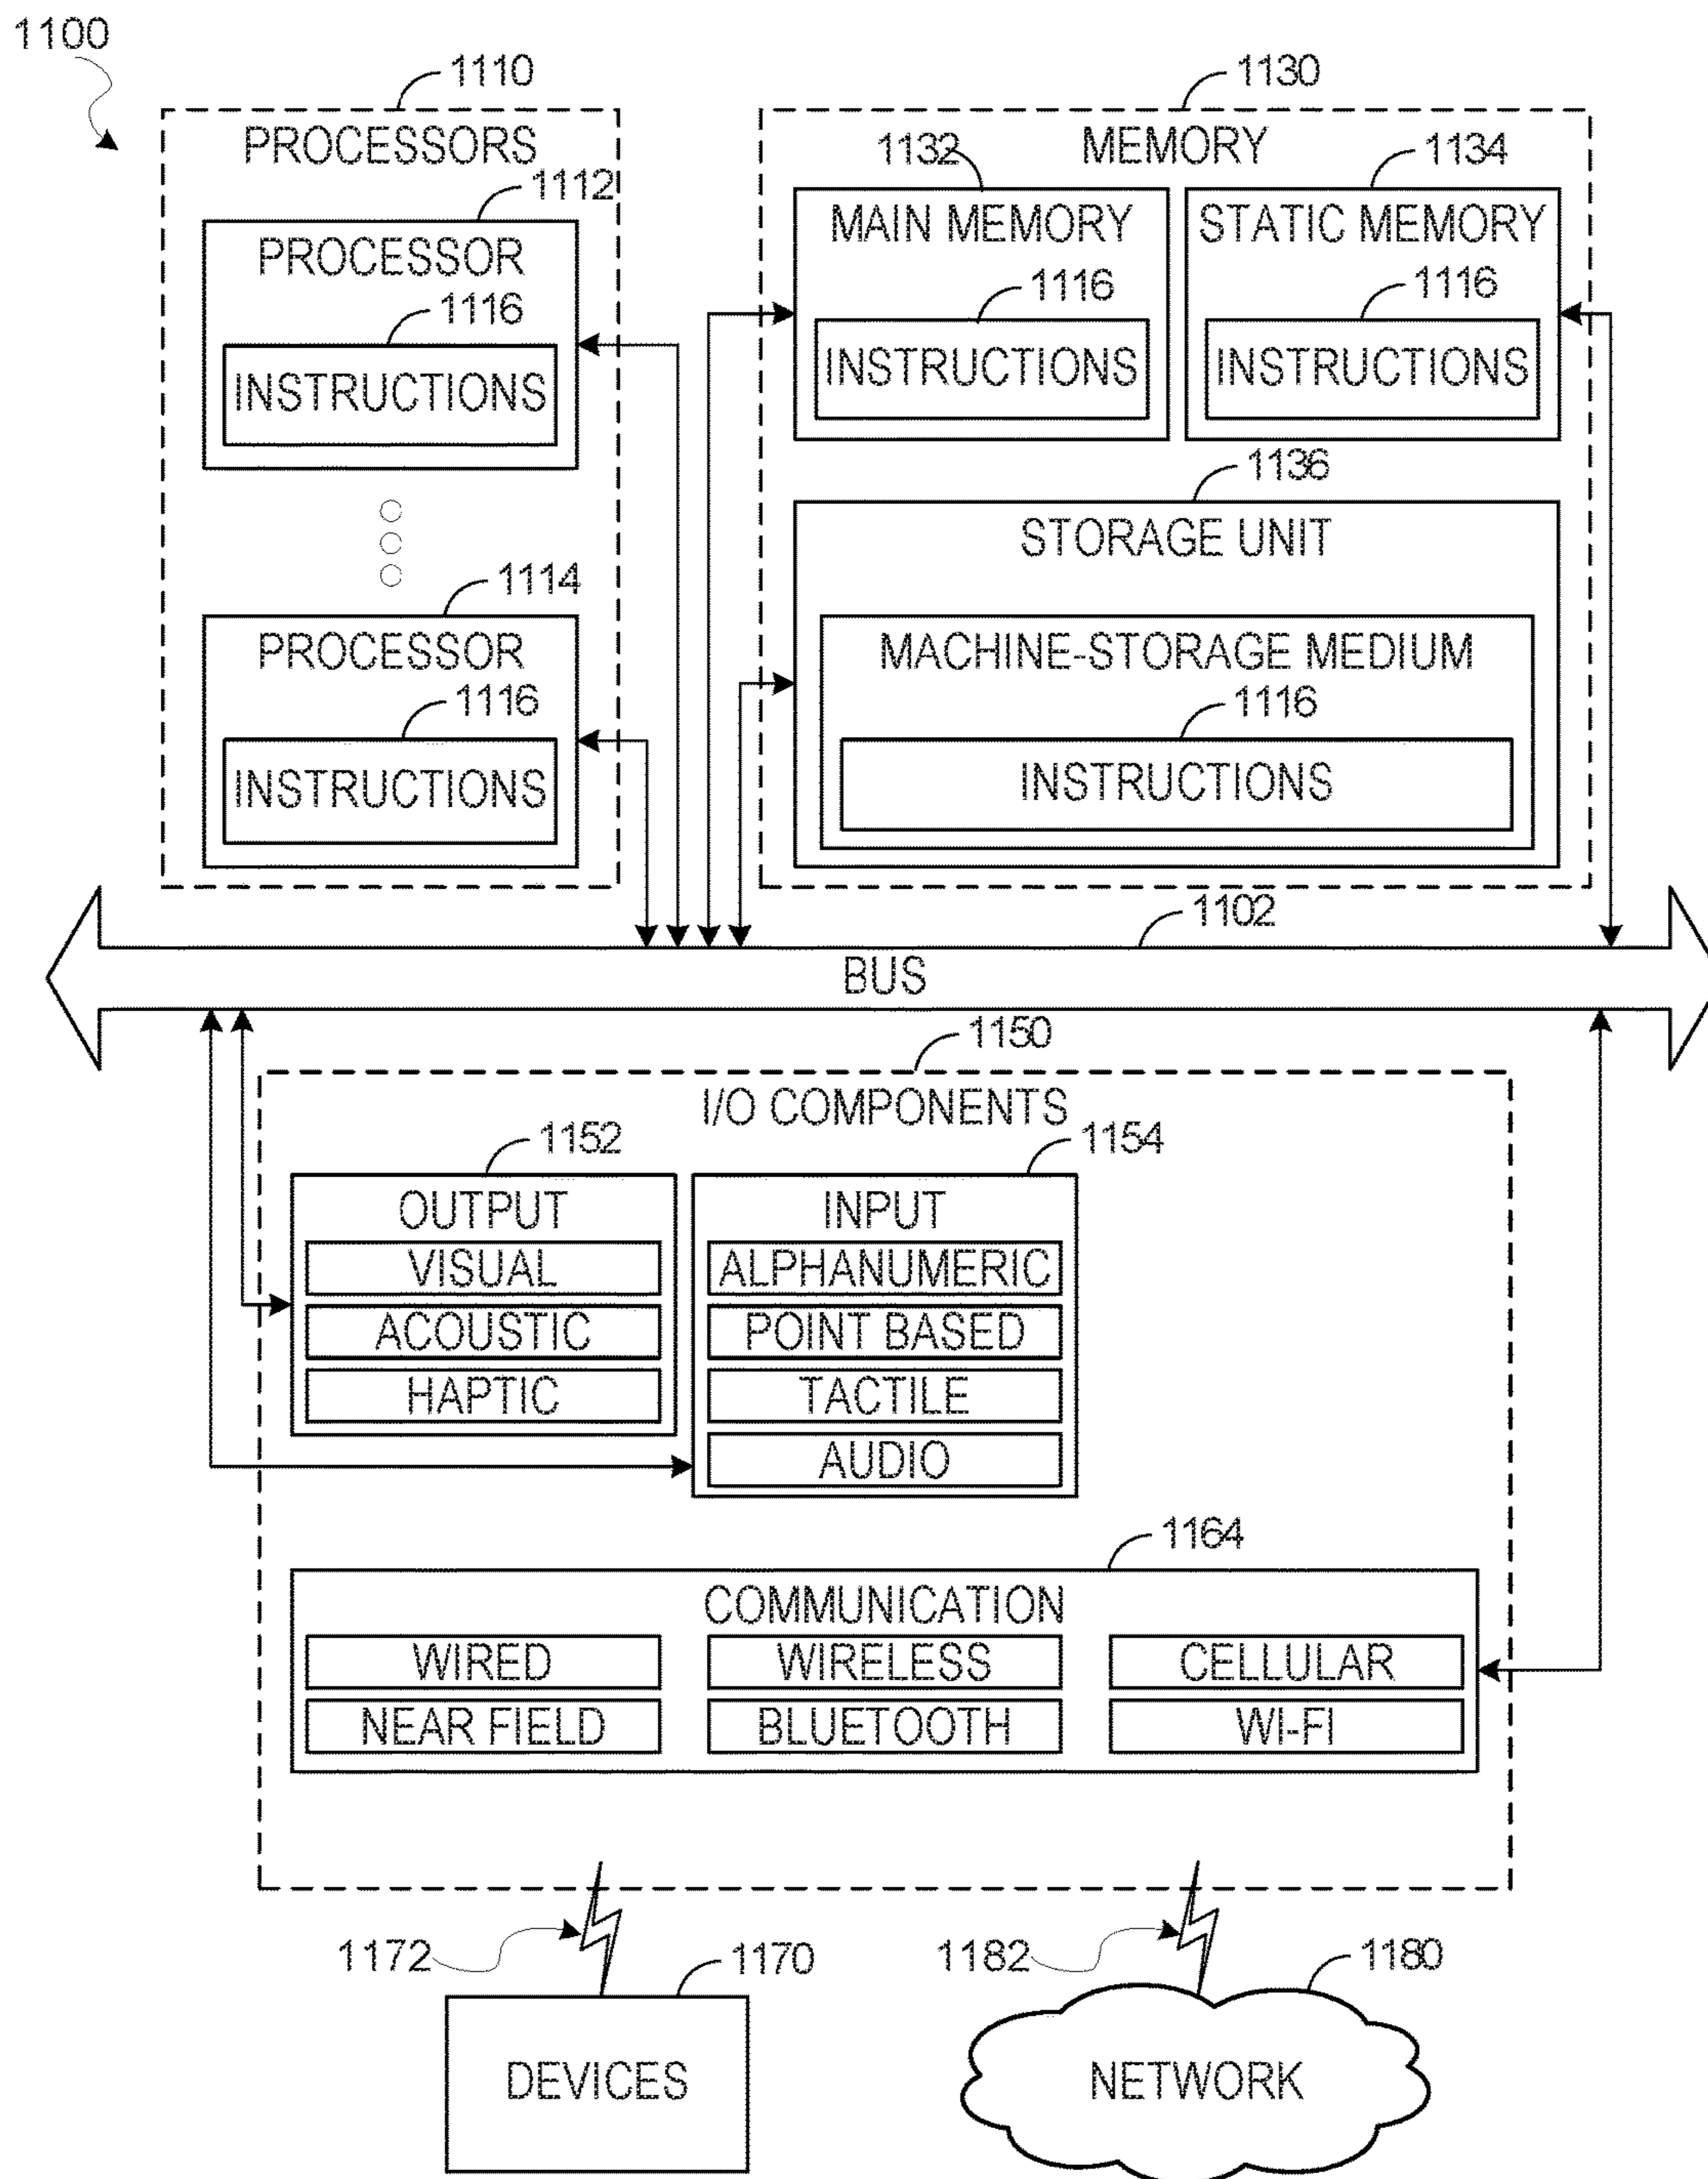 1100
1110
PROCESSORS
1112
PROCESSOR
1116
INSTRUCTIONS
1114
PROCESSOR
1116
INSTRUCTIONS
1130
MEMORY
1132
MAIN MEMORY
1116
INSTRUCTIONS
1134
STATIC MEMORY
1116
INSTRUCTIONS
1136
STORAGE UNIT
MACHINE-STORAGE MEDIUM
1116
INSTRUCTIONS
1102
BUS
1150
I/O COMPONENTS
1152
OUTPUT
VISUAL
ACOUSTIC
HAPTIC
1154
INPUT
ALPHANUMERIC
POINT BASED
TACTILE
AUDIO
1164
COMMUNICATION
WIRED
WIRELESS
CELLULAR
NEAR FIELD
BLUETOOTH
WI-FI
1172
1170
DEVICES
1182
1180
NETWORK